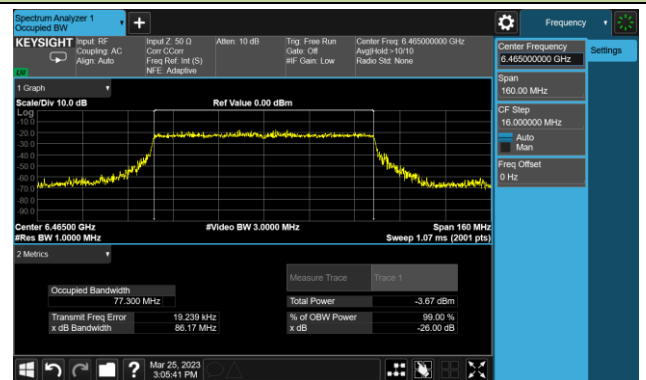 Spectrum Analyzer 1
Occupied BW
+
Frequency
KEYSIGHT
Input: RF
Coupling: AC
Align: Auto
Input Z: 50 Ω
Corr CCorr
Freq Ref: Int (S)
NFE: Adaptive
Atten: 10 dB
Trig: Free Run
Gate: Off
#IF Gain: Low
Center Freq: 6.465000000 GHz
Avg|Hold:>10/10
Radio Std: None
Center Frequency
6.465000000 GHz
Settings
Span
160.00 MHz
CF Step
16.000000 MHz
Auto
Man
Freq Offset
0 Hz
1 Graph
Scale/Div 10.0 dB
Ref Value 0.00 dBm
Log
-10.0
-20.0
-30.0
-40.0
-50.0
-60.0
-70.0
-80.0
-90.0
Center 6.46500 GHz
#Video BW 3.0000 MHz
Span 160 MHz
#Res BW 1.0000 MHz
Sweep 1.07 ms (2001 pts)
2 Metrics
Measure Trace
Trace 1
Occupied Bandwidth
77.300 MHz
Total Power
-3.67 dBm
Transmit Freq Error
19.239 kHz
% of OBW Power
99.00 %
x dB Bandwidth
86.17 MHz
x dB
-26.00 dB
?
Mar 25, 2023
3:05:41 PM